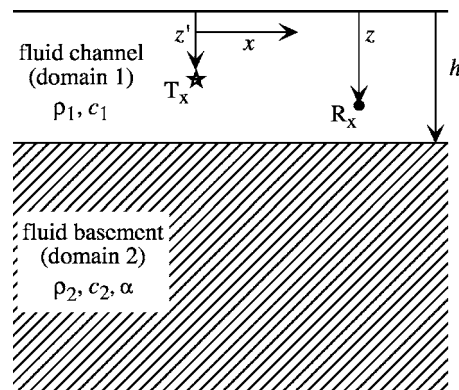 z'
x
z
h
fluid channel
(domain 1)
ρ₁, c₁
Tₓ
Rₓ
fluid basement
(domain 2)
ρ₂, c₂, α